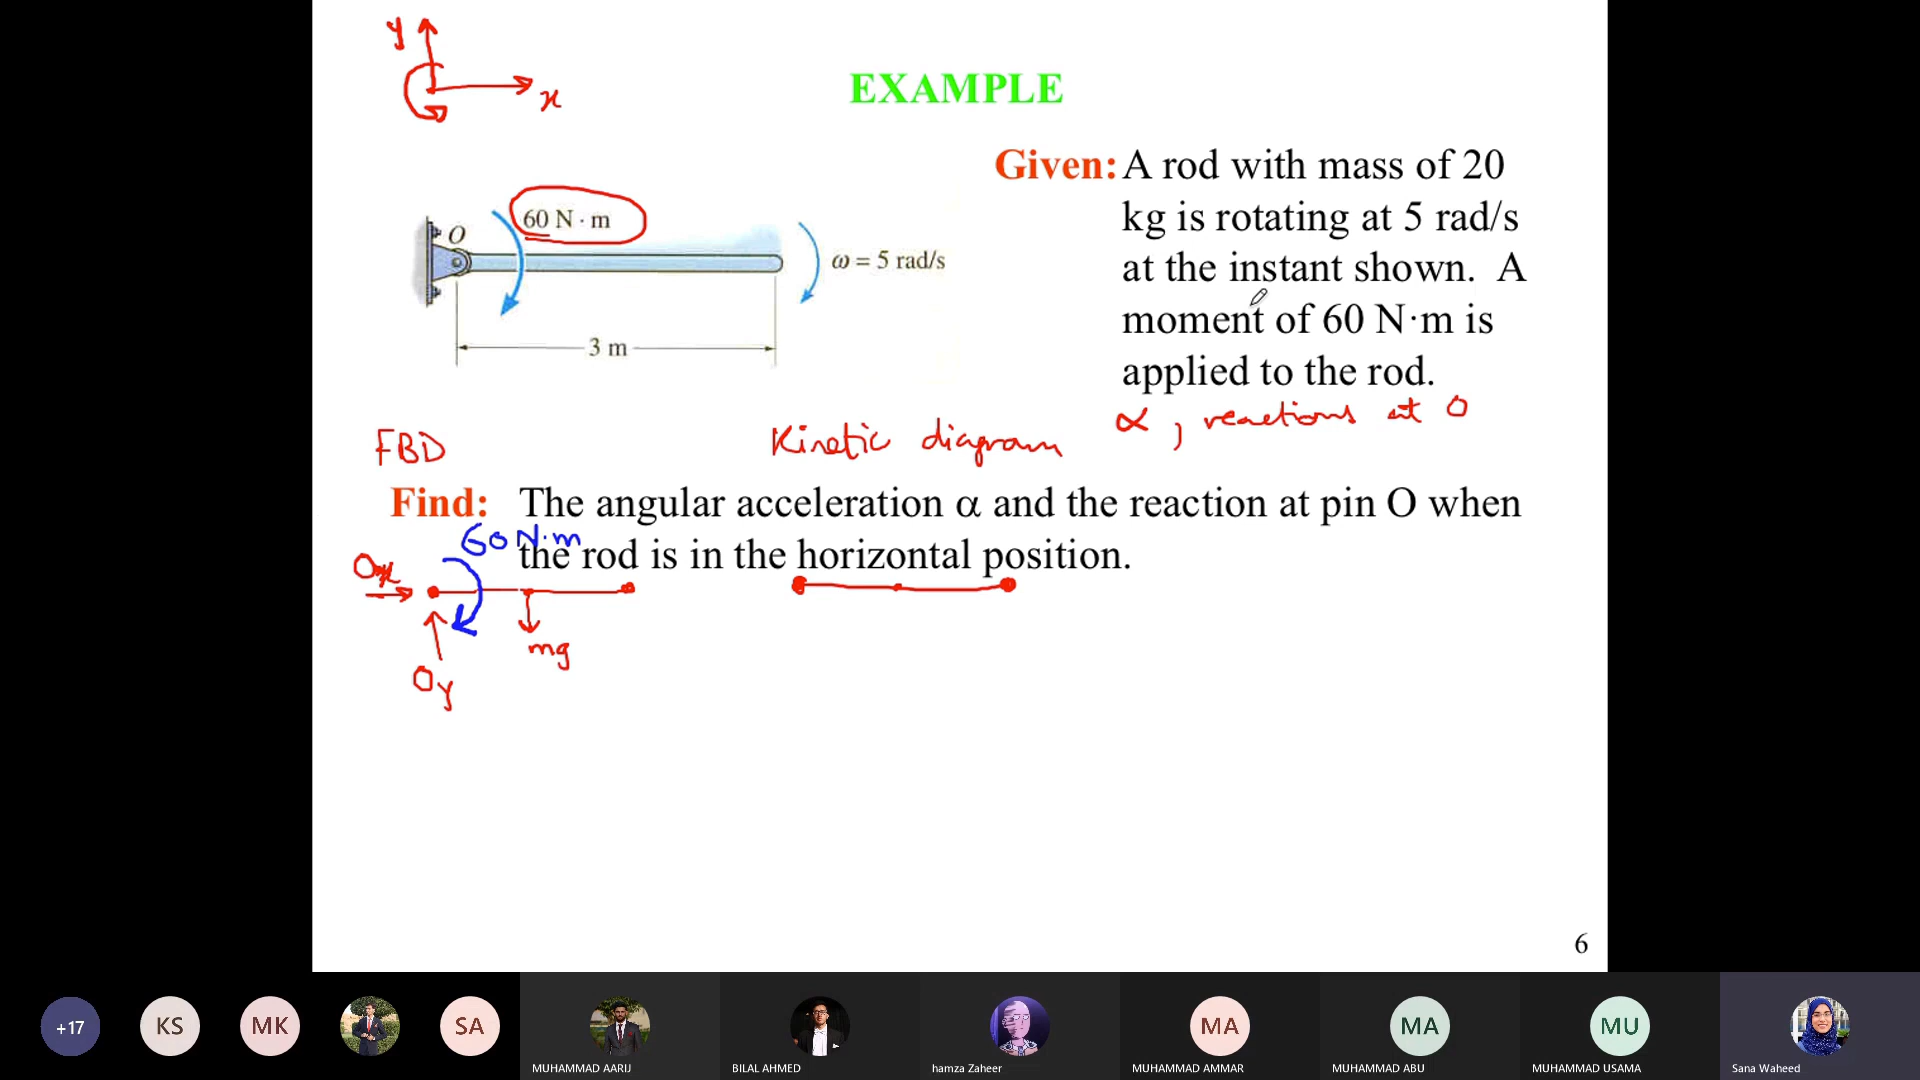 y
x
EXAMPLE
Given: A rod with mass of 20
kg is rotating at 5 rad/s
at the instant shown. A
moment of 60 N·m is
applied to the rod.
60 N · m
O
ω = 5 rad/s
3 m
α, reactions at O
FBD
Kinetic diagram
Find: The angular acceleration α and the reaction at pin O when
the rod is in the horizontal position.
60 N·m
Ox
mg
Oy
6
+17
KS
MK
SA
MA
MA
MU
MUHAMMAD AARIJ
BILAL AHMED
hamza Zaheer
MUHAMMAD AMMAR
MUHAMMAD ABU
MUHAMMAD USAMA
Sana Waheed